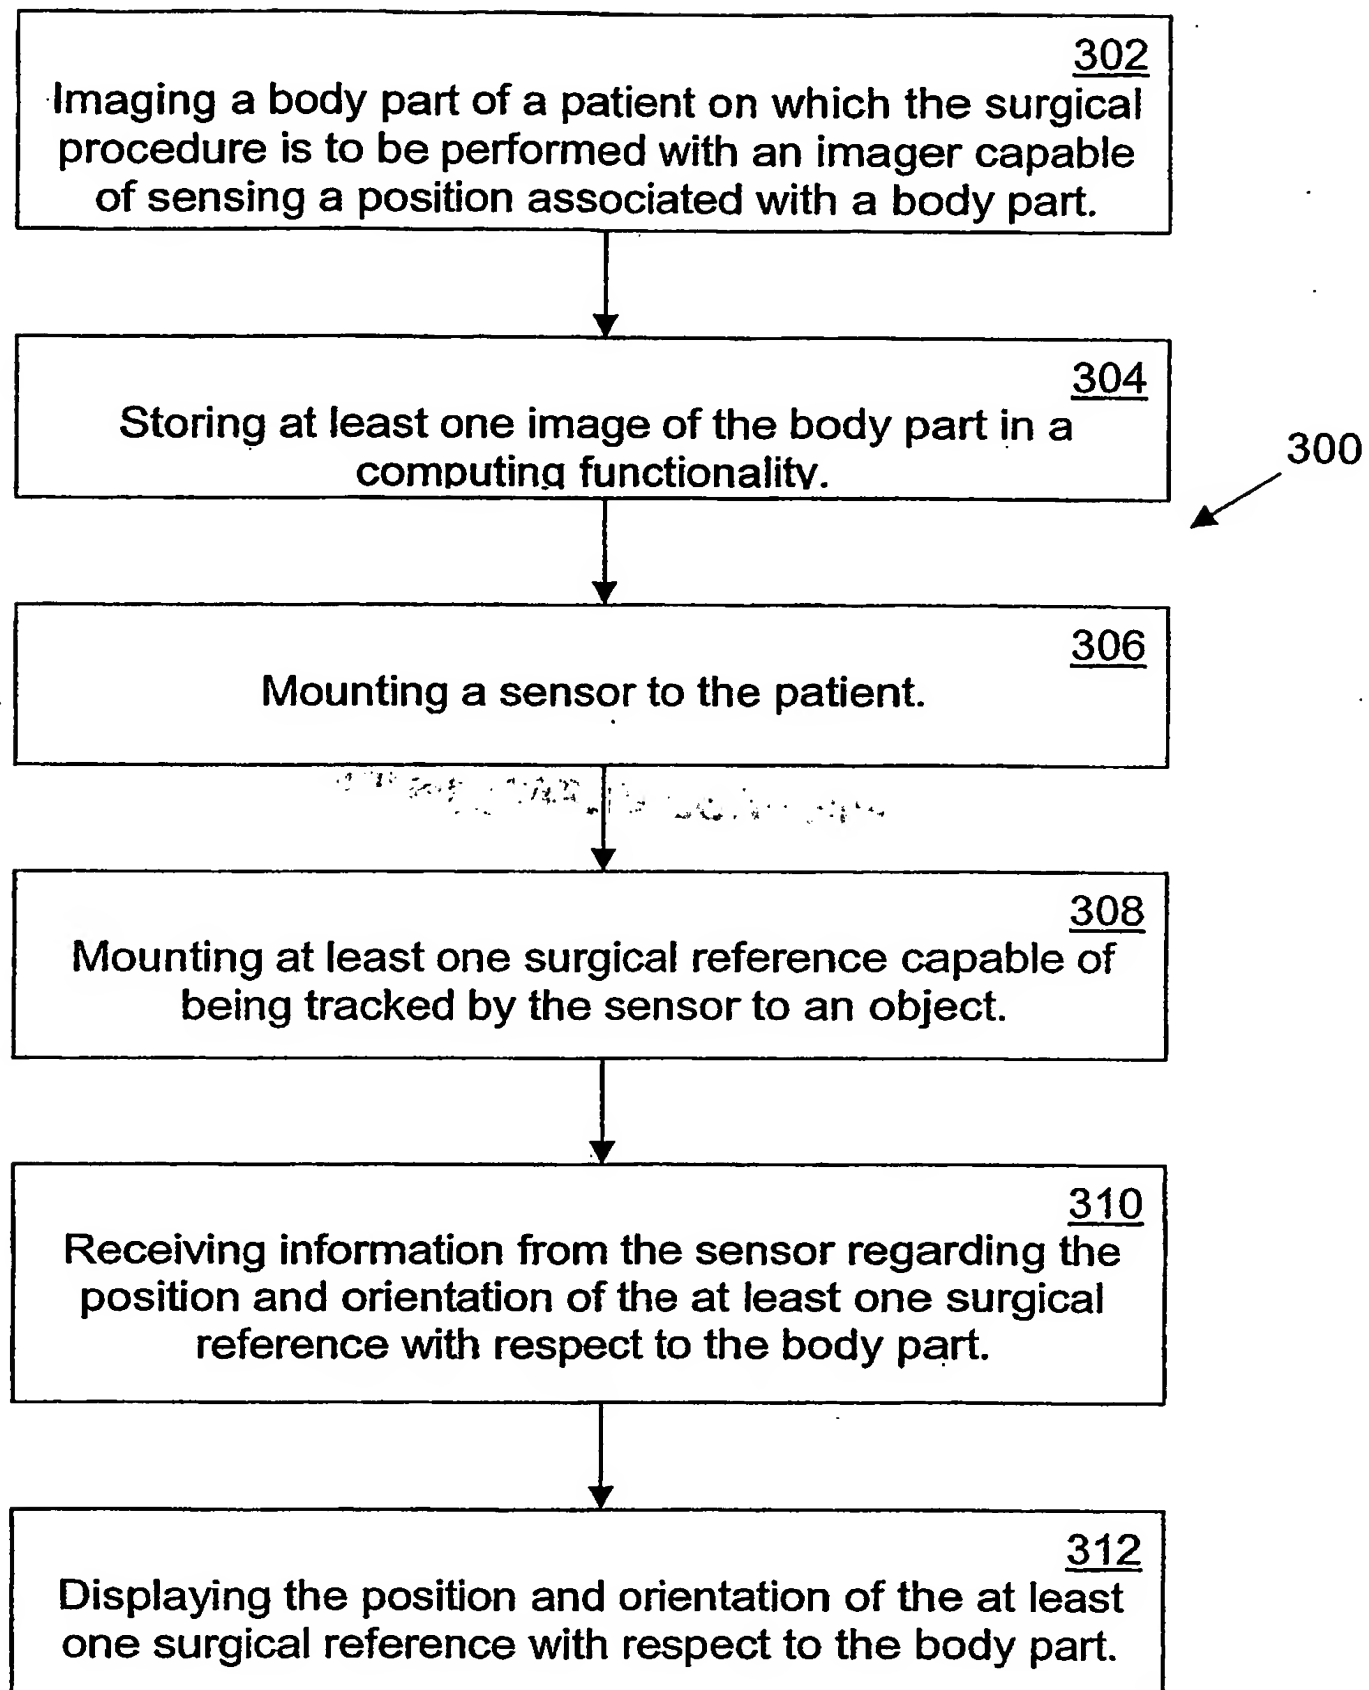 302
Imaging a body part of a patient on which the surgical
procedure is to be performed with an imager capable
of sensing a position associated with a body part.
304
Storing at least one image of the body part in a
computing functionality.
300
306
Mounting a sensor to the patient.
308
Mounting at least one surgical reference capable of
being tracked by the sensor to an object.
310
Receiving information from the sensor regarding the
position and orientation of the at least one surgical
reference with respect to the body part.
312
Displaying the position and orientation of the at least
one surgical reference with respect to the body part.